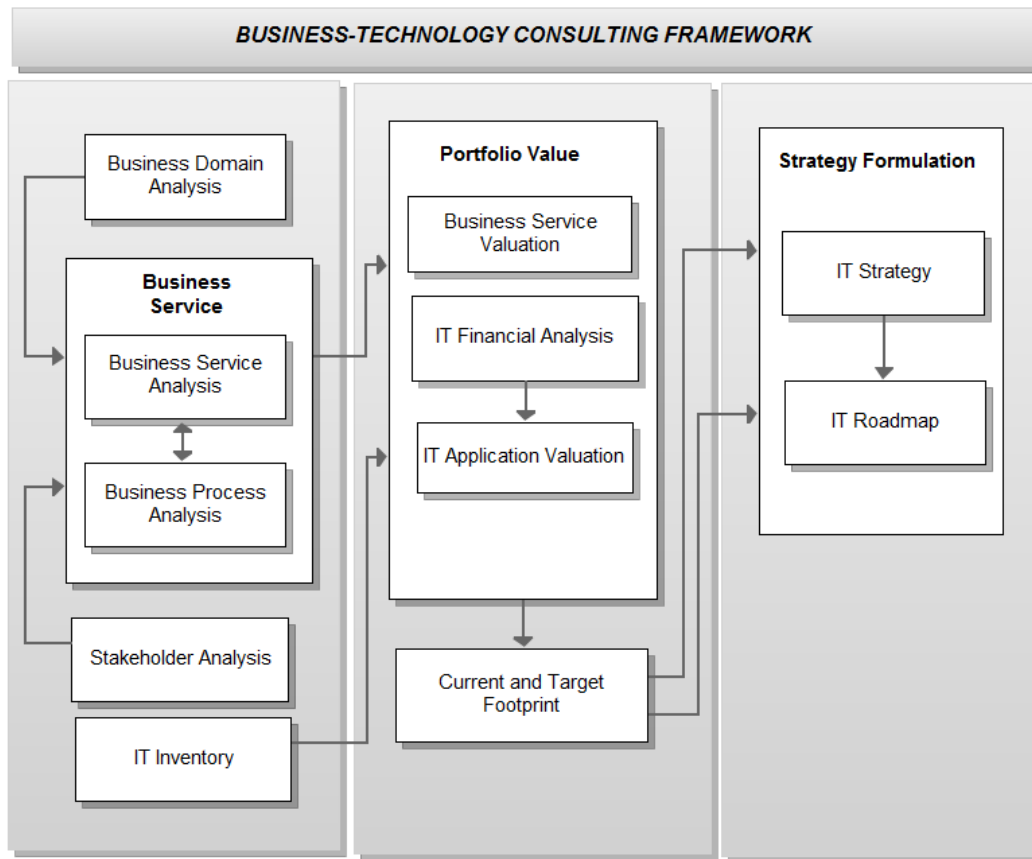 BUSINESS-TECHNOLOGY CONSULTING FRAMEWORK
Business Domain
Analysis
Business
Service
Business Service
Analysis
Business Process
Analysis
Stakeholder Analysis
IT Inventory
Portfolio Value
Business Service
Valuation
IT Financial Analysis
IT Application Valuation
Current and Target
Footprint
Strategy Formulation
IT Strategy
IT Roadmap